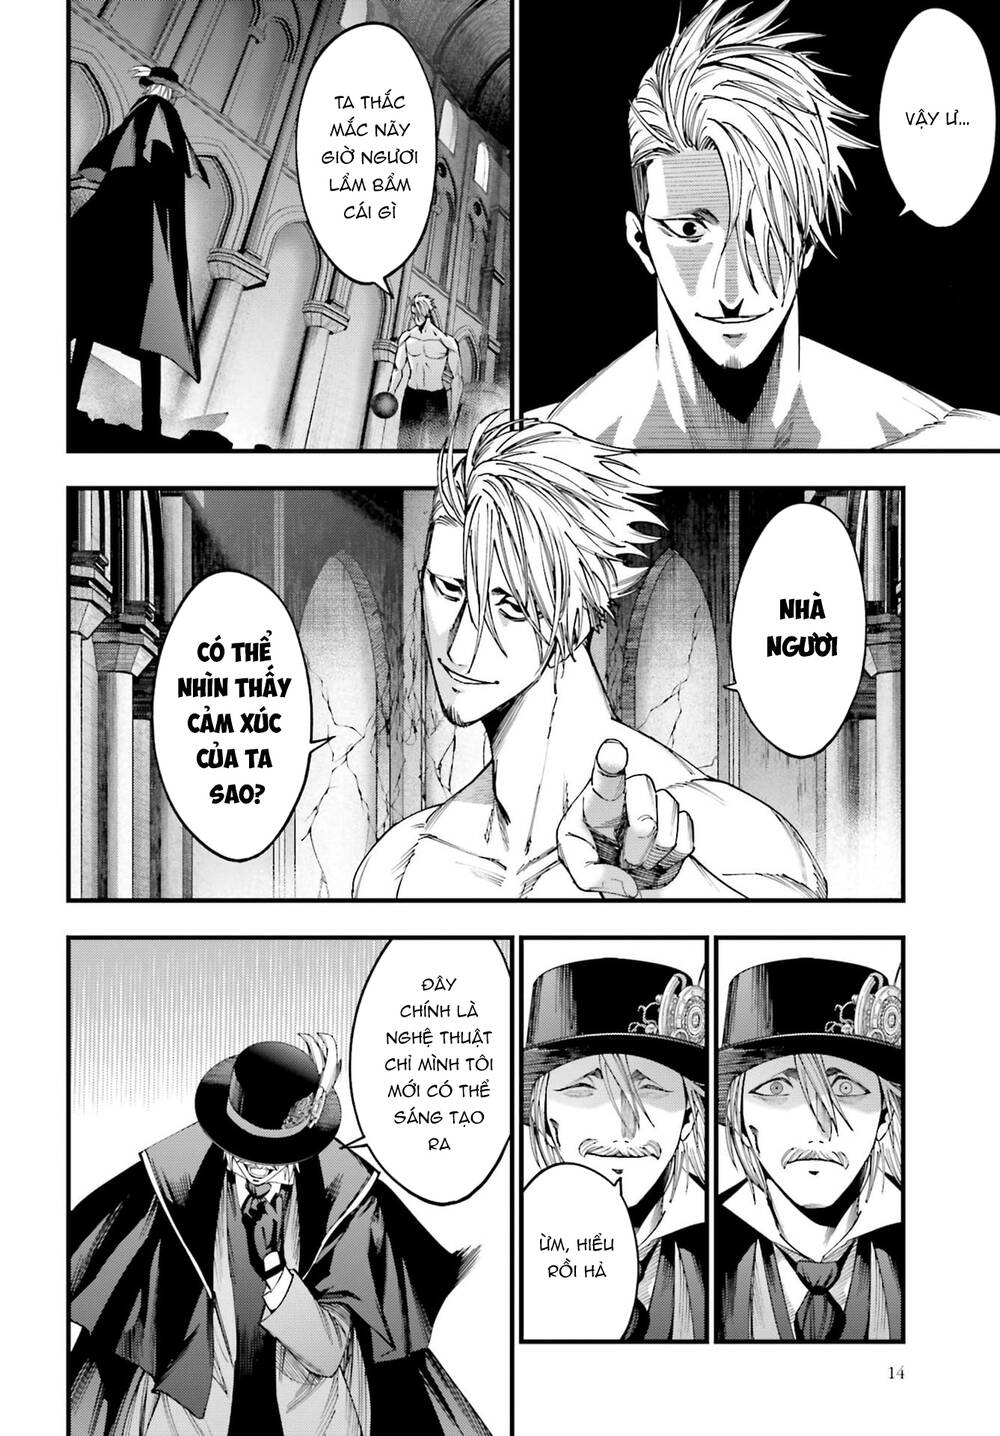 VẬY Ư...
TA THẮC
MẮC NÃY
GIỜ NGƯƠI
LẨM BẨM
CÁI GÌ
NHÀ
NGƯƠI
CÓ THỂ
NHÌN THẤY
CẢM XÚC
CỦA TA
SAO?
ỪM, HIỂU
RỒI HẢ
ĐÂY
CHÍNH LÀ
NGHỆ THUẬT
CHỈ MÌNH TÔI
MỚI CÓ THỂ
SÁNG TẠO
RA
14